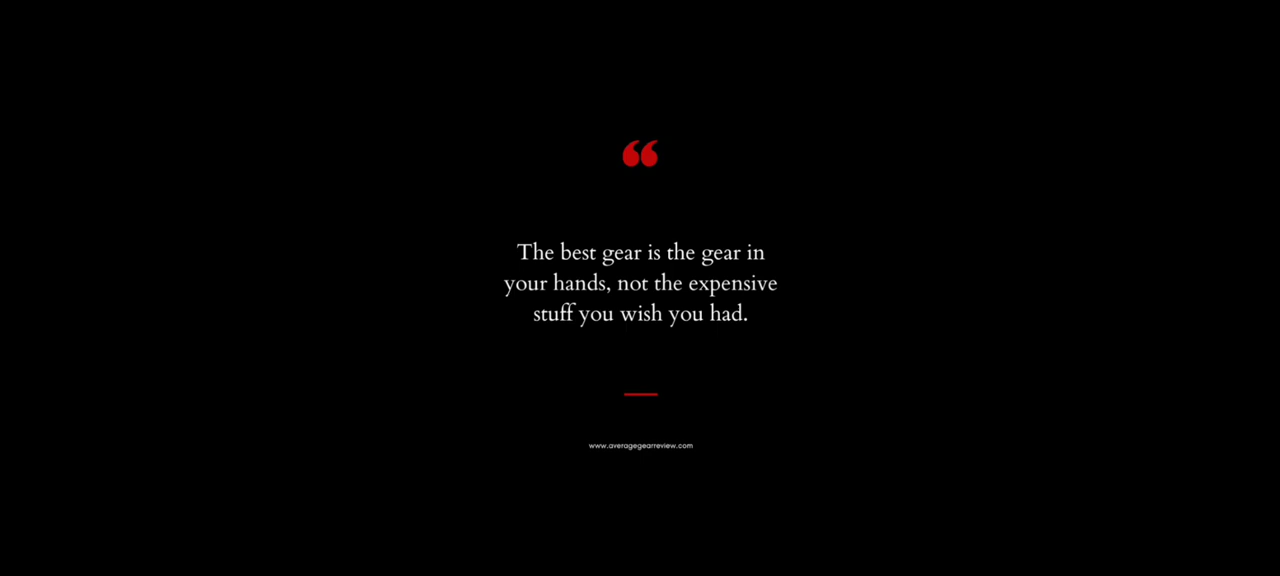 “
The best gear is the gear in
your hands, not the expensive
stuff you wish you had.
www.averagegearreview.com